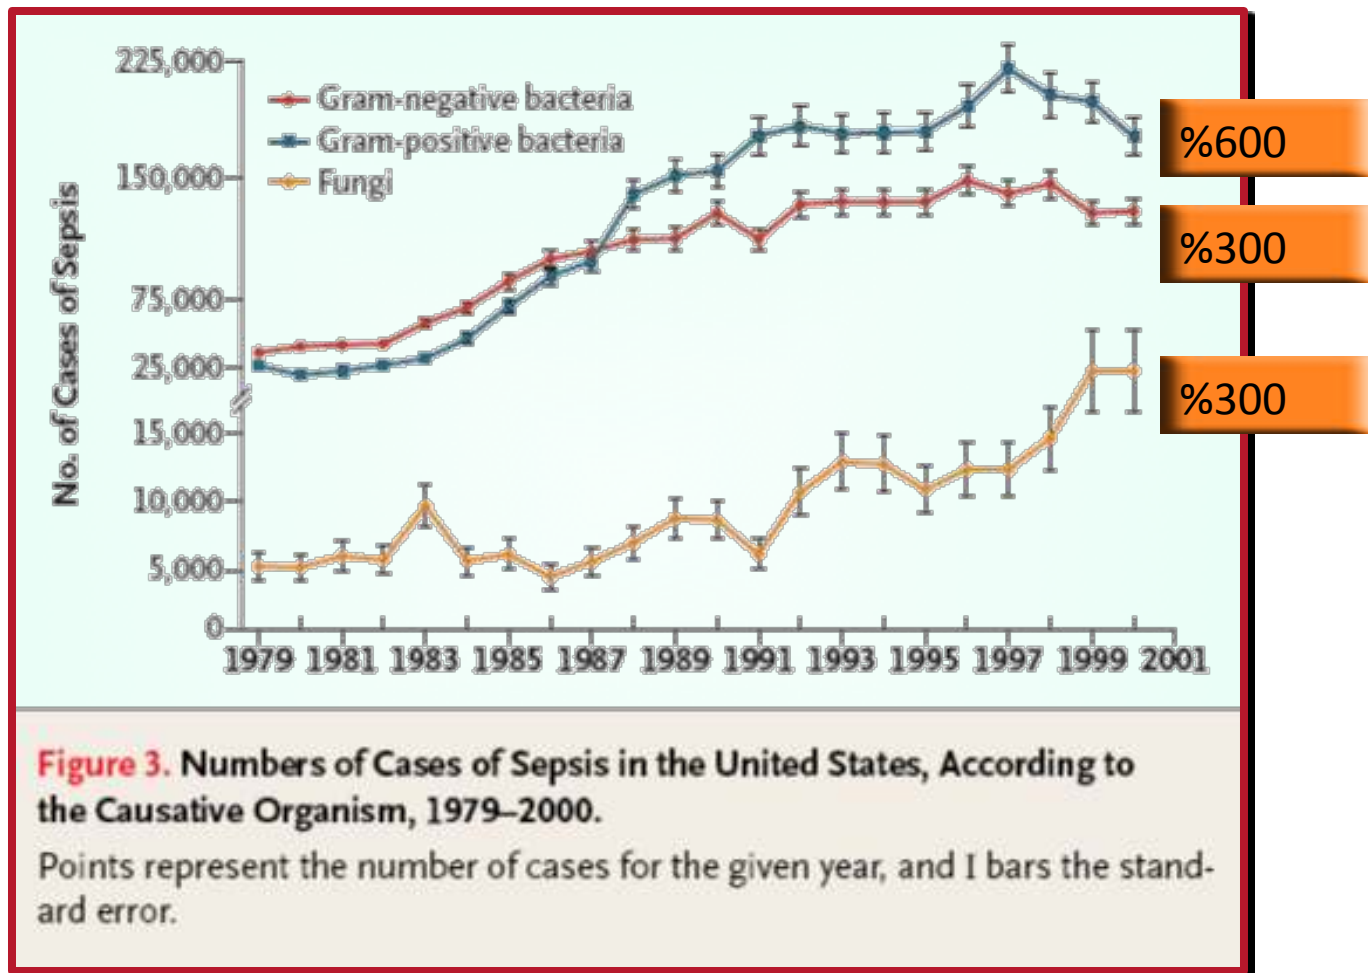 225,000
150,000
75,000
25,000
15,000
10,000
5,000
0
No. of Cases of Sepsis
Gram-negative bacteria
Gram-positive bacteria
Fungi
%600
%300
%300
1979 1981 1983 1985 1987 1989 1991 1993 1995 1997 1999 2001
Figure 3. Numbers of Cases of Sepsis in the United States, According to
the Causative Organism, 1979–2000.
Points represent the number of cases for the given year, and I bars the stand-
ard error.